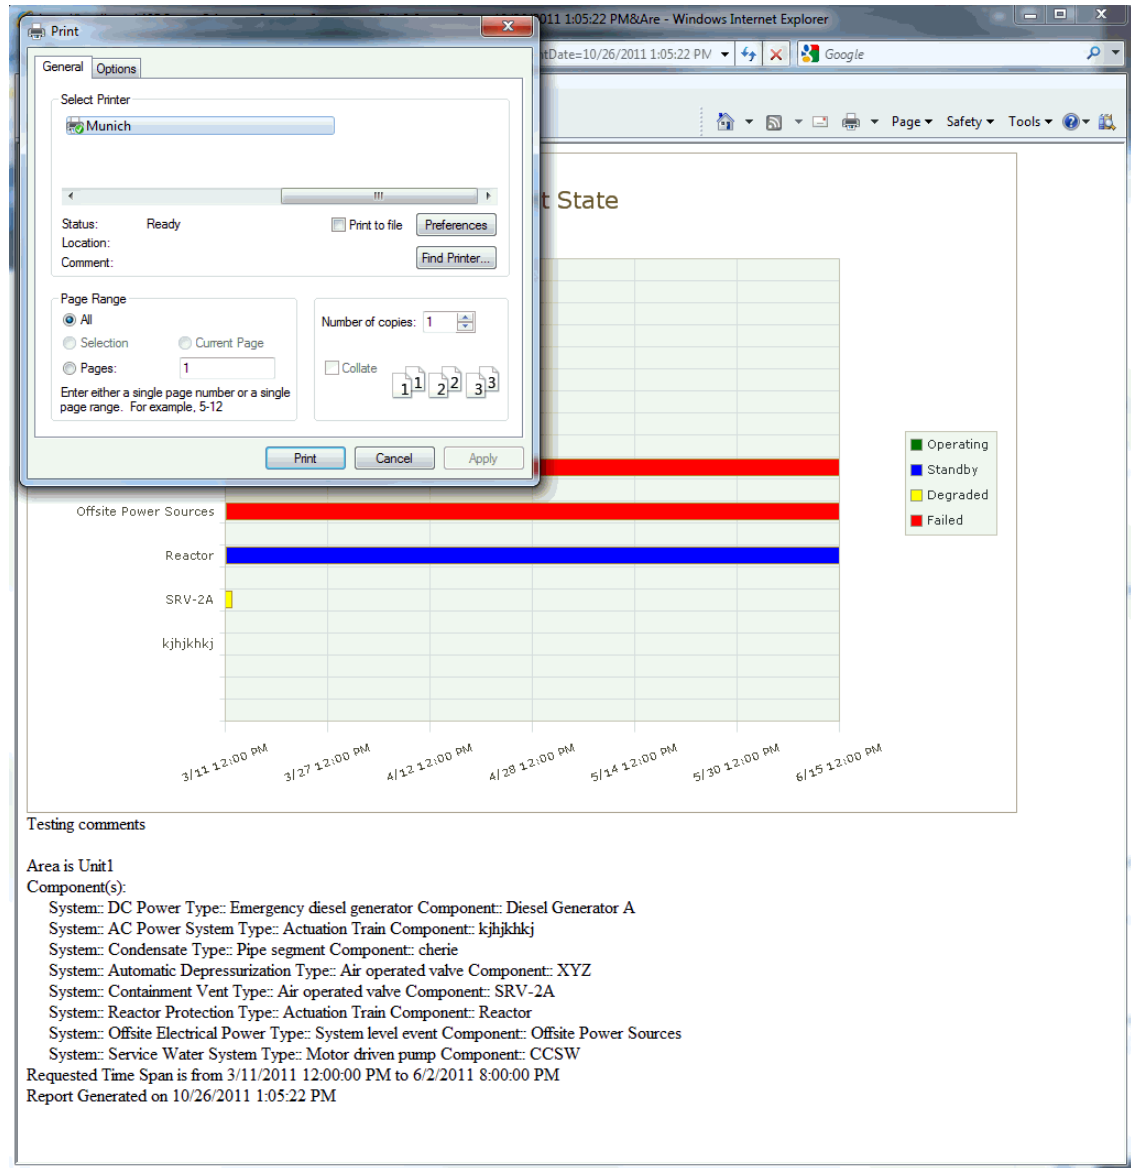 011 1:05:22 PM&Are - Windows Internet Explorer
Print
tDate=10/26/2011 1:05:22 PM
Google
General
Options
Page
Safety
Tools
Select Printer
Munich
Status: Ready
Print to file
Preferences
Location:
Comment:
Find Printer...
Page Range
All
Selection
Current Page
Pages:
1
Enter either a single page number or a single
page range. For example, 5-12
Number of copies: 1
Collate
1 1 2 2 3 3
Print
Cancel
Apply
t State
Operating
Standby
Degraded
Failed
Offsite Power Sources
Reactor
SRV-2A
kjhjkhkj
3/11 12:00 PM
3/27 12:00 PM
4/12 12:00 PM
4/28 12:00 PM
5/14 12:00 PM
5/30 12:00 PM
6/15 12:00 PM
Testing comments
Area is Unit1
Component(s):
System:: DC Power Type:: Emergency diesel generator Component:: Diesel Generator A
System:: AC Power System Type:: Actuation Train Component:: kjhjkhkj
System:: Condensate Type:: Pipe segment Component:: cherie
System:: Automatic Depressurization Type:: Air operated valve Component:: XYZ
System:: Containment Vent Type:: Air operated valve Component:: SRV-2A
System:: Reactor Protection Type:: Actuation Train Component:: Reactor
System:: Offsite Electrical Power Type:: System level event Component:: Offsite Power Sources
System:: Service Water System Type:: Motor driven pump Component:: CCSW
Requested Time Span is from 3/11/2011 12:00:00 PM to 6/2/2011 8:00:00 PM
Report Generated on 10/26/2011 1:05:22 PM